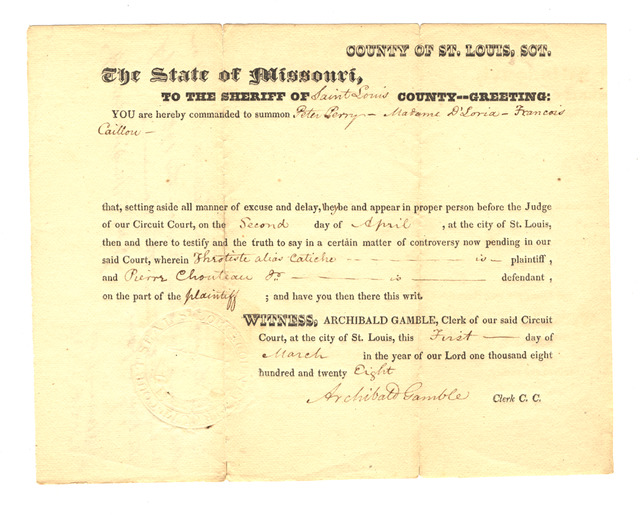 COUNTY OF ST. LOUIS, SCT.
The State of Missouri,
TO THE SHERIFF OF Saint Louis COUNTY--GREETING:
YOU are hereby commanded to summon Peter Perry – Madame D'Loria – Francois
Caillou –
that, setting aside all manner of excuse and delay, they be and appear in proper person before the Judge
of our Circuit Court, on the Second day of April , at the city of St. Louis,
then and there to testify and the truth to say in a certain matter of controversy now pending in our
said Court, wherein Throtiste alias Catiche — — — is — plaintiff ,
and Pierre Chouteau Jr — — — is — — defendant ,
on the part of the plaintiff ; and have you then there this writ.
WITNESS, ARCHIBALD GAMBLE, Clerk of our said Circuit
Court, at the city of St. Louis, this First — day of
March in the year of our Lord one thousand eight
hundred and twenty Eight
Archibald Gamble Clerk C. C.